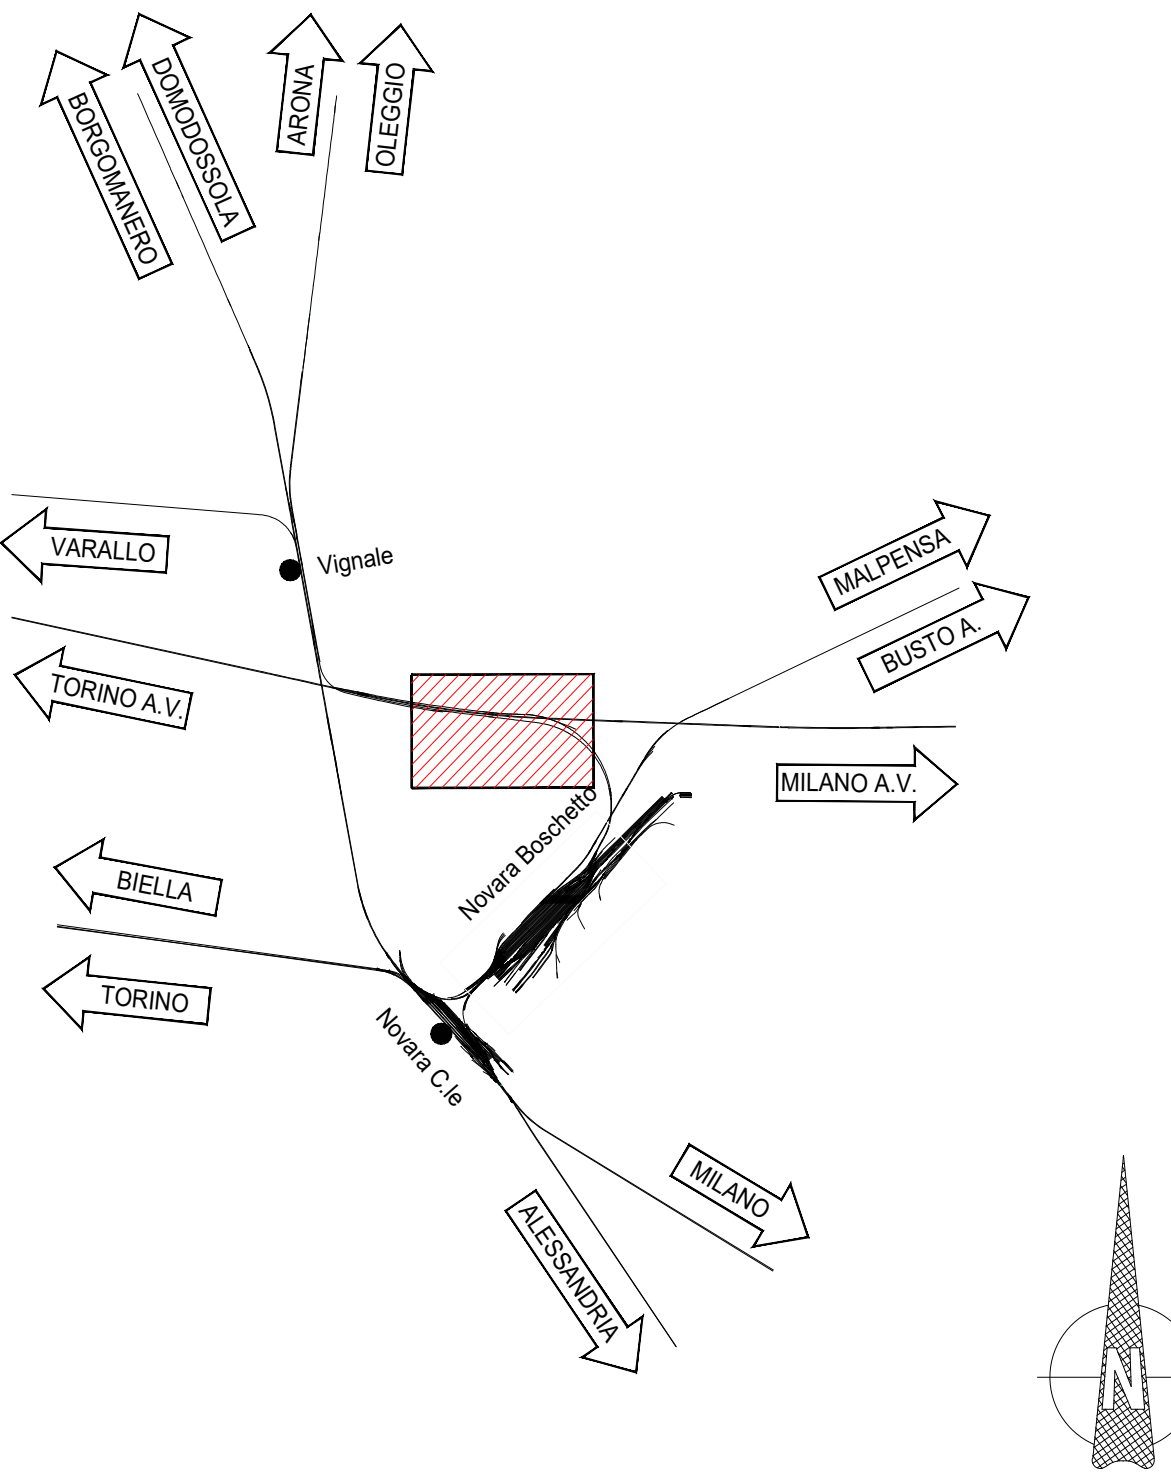 BORGOMANERO
DOMODOSSOLA
ARONA
OLEGGIO
VARALLO
Vignale
MALPENSA
BUSTO A.
TORINO A.V.
MILANO A.V.
Novara Boschetto
BIELLA
TORINO
Novara C.le
MILANO
ALESSANDRIA
N